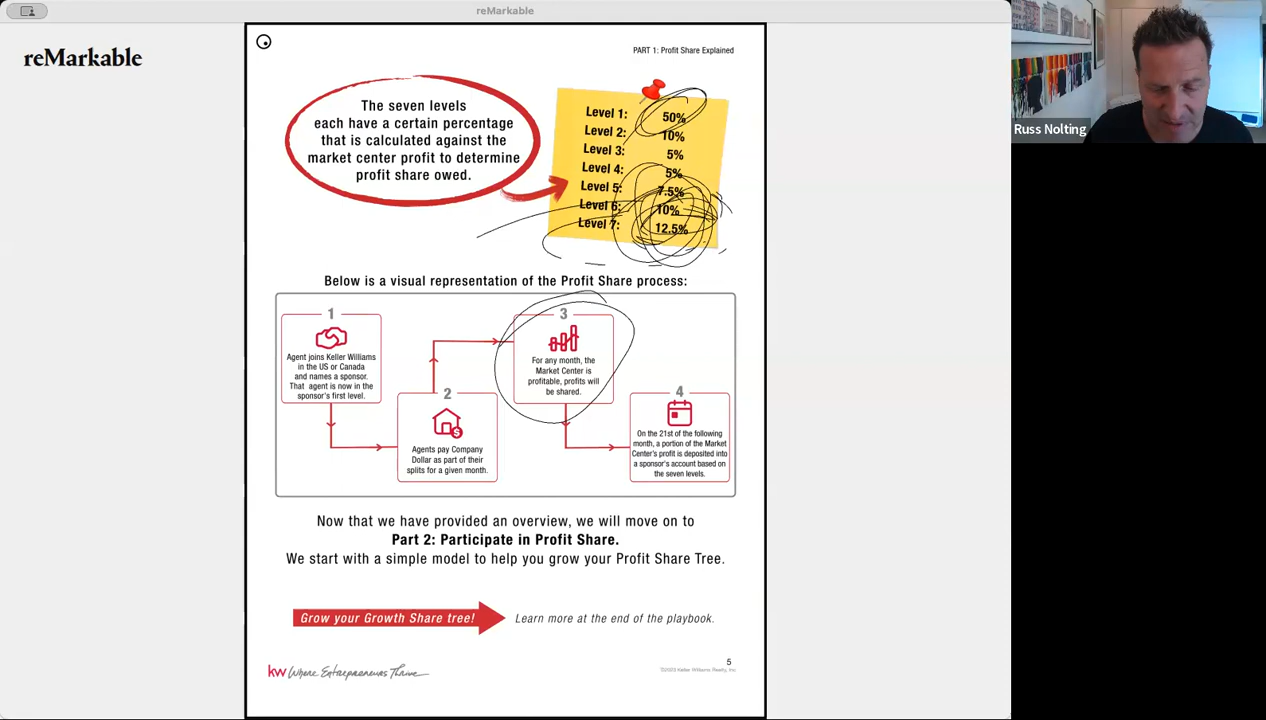 reMarkable
reMarkable
PART 1: Profit Share Explained
The seven levels
each have a certain percentage
that is calculated against the
market center profit to determine
profit share owed.
Level 1: 50%
Level 2: 10%
Level 3: 5%
Level 4: 5%
Level 5: 7.5%
Level 6: 10%
Level 7: 12.5%
Russ Nolting
Below is a visual representation of the Profit Share process:
1
Agent joins Keller Williams
in the US or Canada
and names a sponsor.
That agent is now in the
sponsor's first level.
2
Agents pay Company
Dollar as part of their
splits for a given month.
3
For any month, the
Market Center is
profitable, profits will
be shared.
4
On the 21st of the following
month, a portion of the Market
Center's profit is deposited into
a sponsor's account based on
the seven levels.
Now that we have provided an overview, we will move on to
Part 2: Participate in Profit Share.
We start with a simple model to help you grow your Profit Share Tree.
Grow your Growth Share tree!
Learn more at the end of the playbook.
kw Where Entrepreneurs Thrive
5
©2023 Keller Williams Realty, Inc.